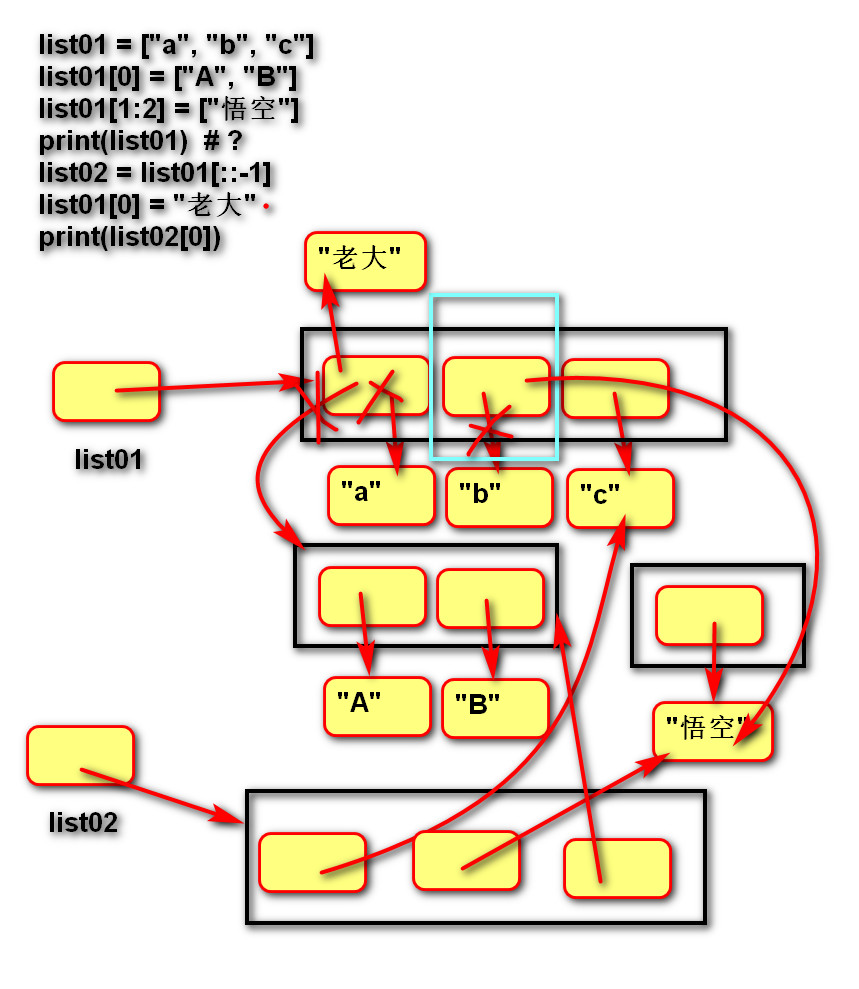 list01 = ["a", "b", "c"]
list01[0] = ["A", "B"]
list01[1:2] = ["悟空"]
print(list01)  # ?
list02 = list01[::-1]
list01[0] = "老大"
print(list02[0])
"老大"
list01
"a" "b" "c"
"A" "B"
"悟空"
list02